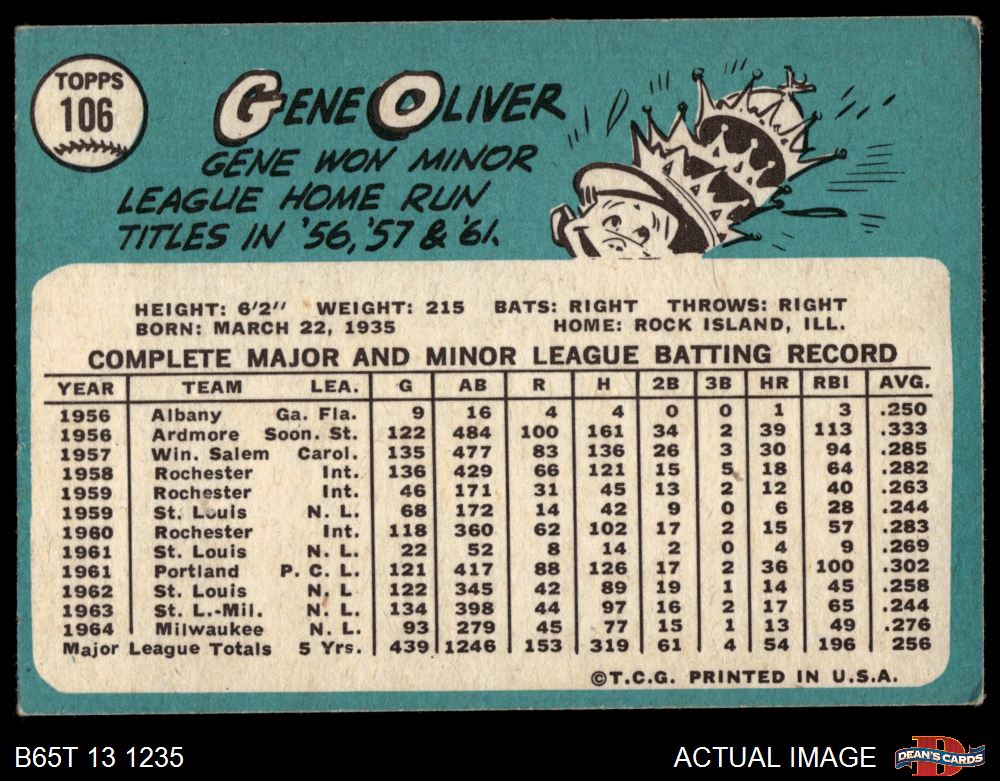 TOPPS
106
GENE OLIVER
GENE WON MINOR
LEAGUE HOME RUN
TITLES IN '56, '57 & '61.
HEIGHT: 6'2" WEIGHT: 215 BATS: RIGHT THROWS: RIGHT
BORN: MARCH 22, 1935 HOME: ROCK ISLAND, ILL.
COMPLETE MAJOR AND MINOR LEAGUE BATTING RECORD
YEAR TEAM LEA. G AB R H 2B 3B HR RBI AVG.
1956 Albany Ga. Fla. 9 16 4 4 0 0 1 3 .250
1956 Ardmore Soon. St. 122 484 100 161 34 2 39 113 .333
1957 Win. Salem Carol. 135 477 83 136 26 3 30 94 .285
1958 Rochester Int. 136 429 66 121 15 5 18 64 .282
1959 Rochester Int. 46 171 31 45 13 2 12 40 .263
1959 St. Louis N. L. 68 172 14 42 9 0 6 28 .244
1960 Rochester Int. 118 360 62 102 17 2 15 57 .283
1961 St. Louis N. L. 22 52 8 14 2 0 4 9 .269
1961 Portland P. C. L. 121 417 88 126 17 2 36 100 .302
1962 St. Louis N. L 122 345 42 89 19 1 14 45 .258
1963 St. L.-Mil. N. L. 134 398 44 97 16 2 17 65 .244
1964 Milwaukee N. L. 93 279 45 77 15 1 13 49 .276
Major League Totals 5 Yrs. 439 1246 153 319 61 4 54 196 .256
©T.C.G. PRINTED IN U.S.A.
B65T 13 1235 ACTUAL IMAGE DEAN'S CARDS